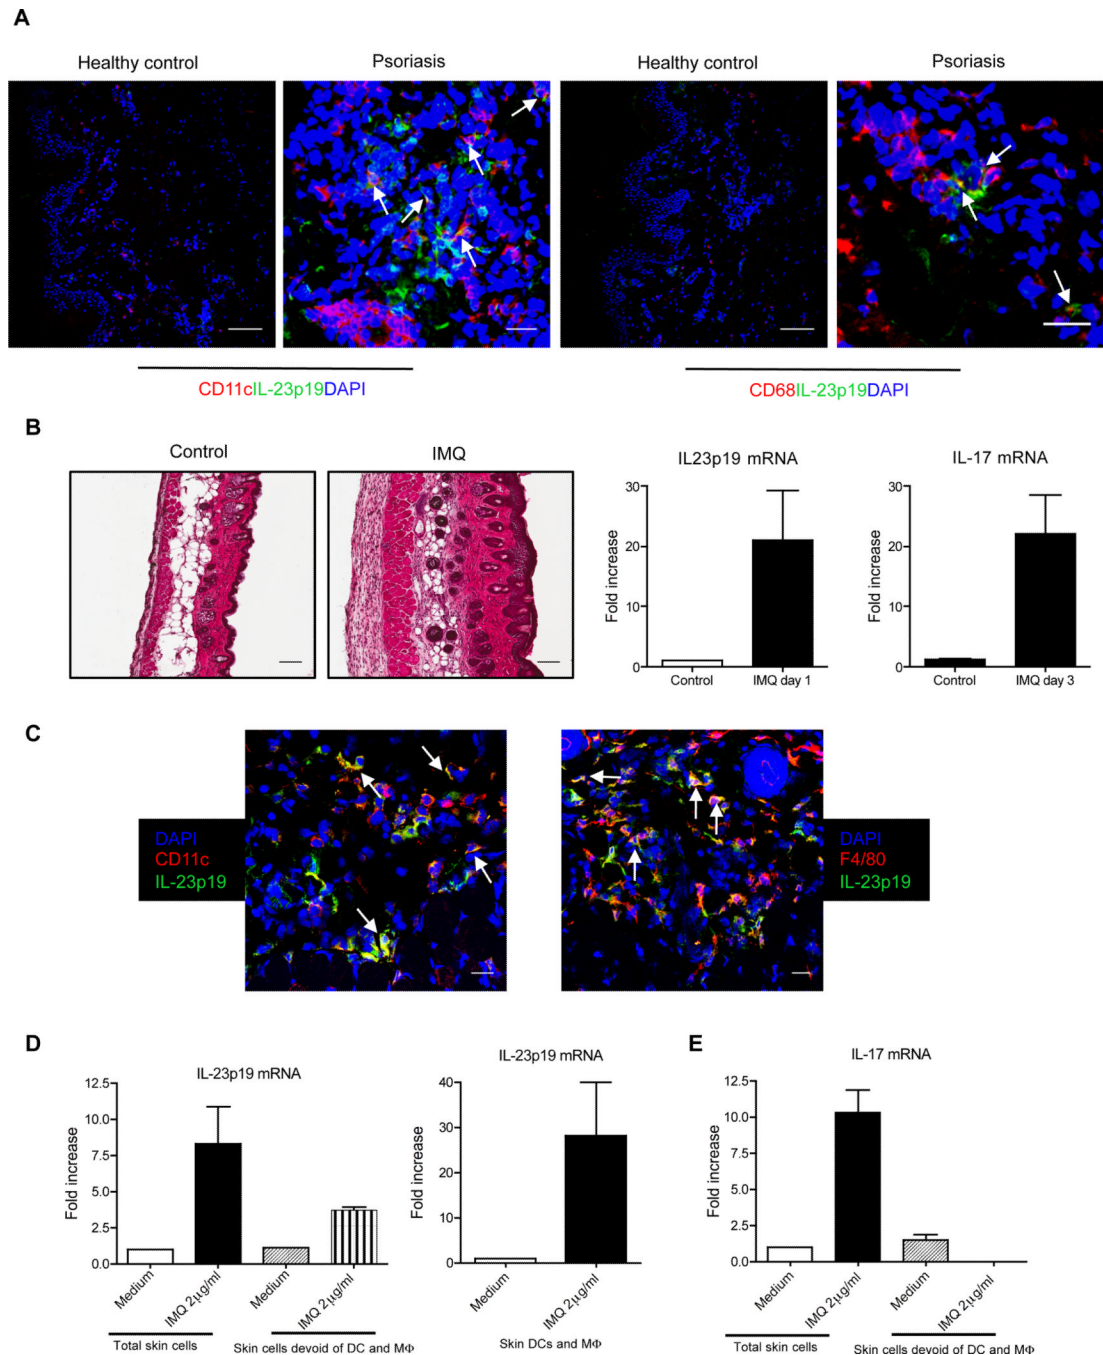 A
Healthy control
Psoriasis
Healthy control
Psoriasis
CD11cIL-23p19DAPI
CD68IL-23p19DAPI
B
Control
IMQ
IL23p19 mRNA
Fold increase
30
20
10
0
Control
IMQ day 1
IL-17 mRNA
Fold increase
30
20
10
0
Control
IMQ day 3
C
DAPI
CD11c
IL-23p19
DAPI
F4/80
IL-23p19
D
IL-23p19 mRNA
Fold increase
12.5
10.0
7.5
5.0
2.5
0.0
Medium
IMQ 2µg/ml
Medium
IMQ 2µg/ml
Total skin cells
Skin cells devoid of DC and MΦ
IL-23p19 mRNA
Fold increase
40
30
20
10
0
Medium
IMQ 2µg/ml
Skin DCs and MΦ
E
IL-17 mRNA
Fold increase
12.5
10.0
7.5
5.0
2.5
0.0
Medium
IMQ 2µg/ml
Medium
IMQ 2µg/ml
Total skin cells
Skin cells devoid of DC and MΦ